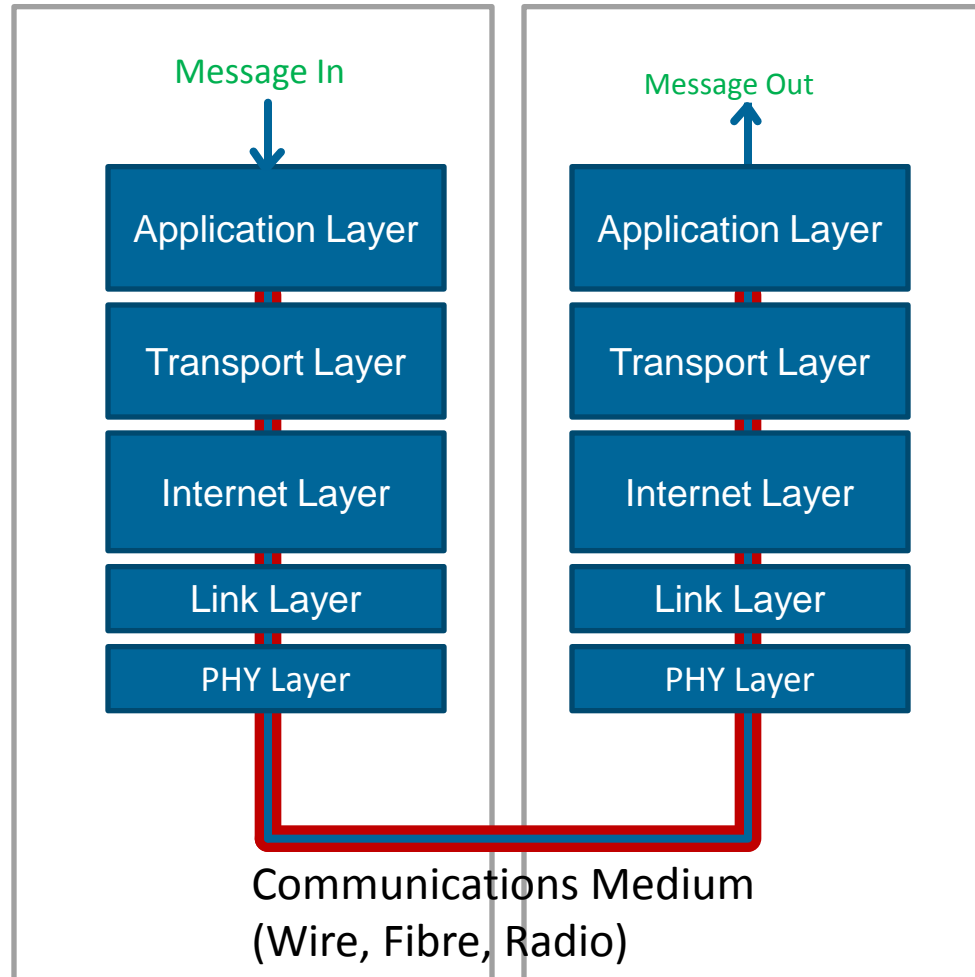 Message In
Application Layer
Transport Layer
Internet Layer
Link Layer
PHY Layer
Message Out
Application Layer
Transport Layer
Internet Layer
Link Layer
PHY Layer
Communications Medium
(Wire, Fibre, Radio)